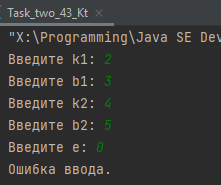 Task_two_43_Kt
"X:\Programming\Java SE Dev
Введите k1: 2
Введите b1: 3
Введите k2: 4
Введите b2: 5
Введите e: 0
Ошибка ввода.